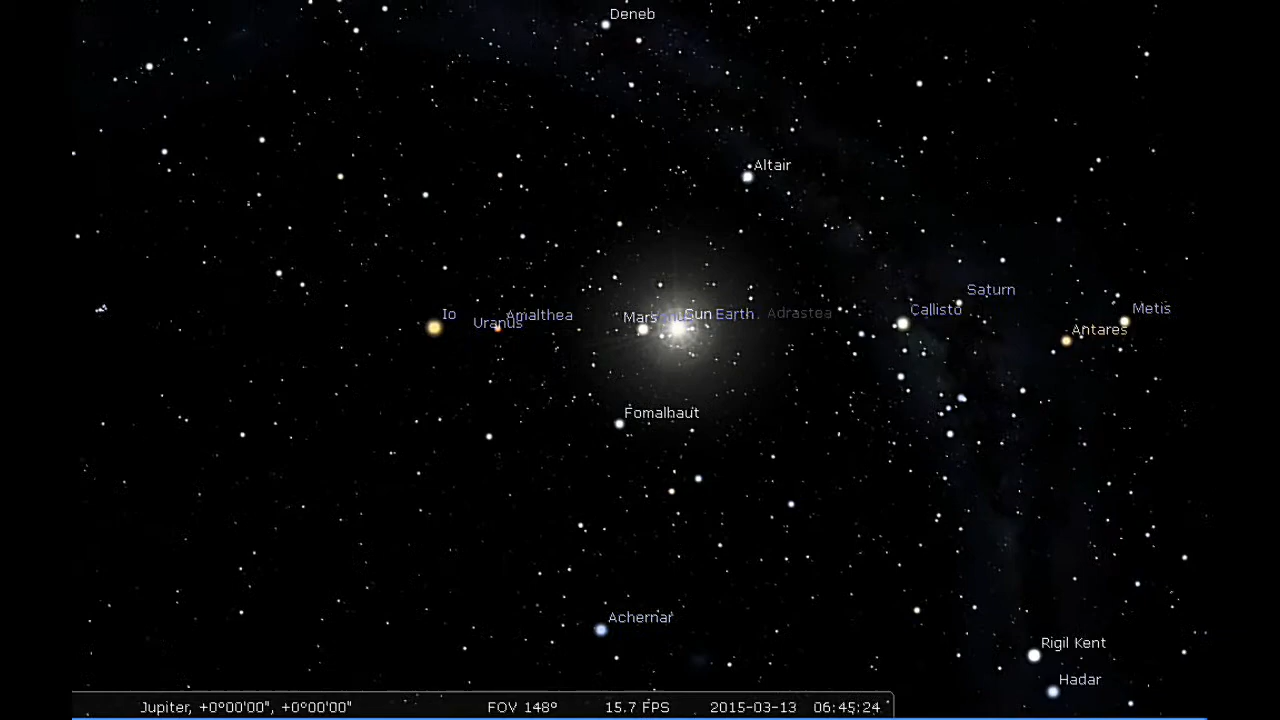 Deneb
Altair
Saturn
Io
Uranus
Amalthea
Mars
Sun
Earth
Adrastea
Callisto
Metis
Antares
Fomalhaut
Achernar
Rigil Kent
Hadar
Jupiter, +0°00'00", +0°00'00" FOV 148° 15.7 FPS 2015-03-13 06:45:24